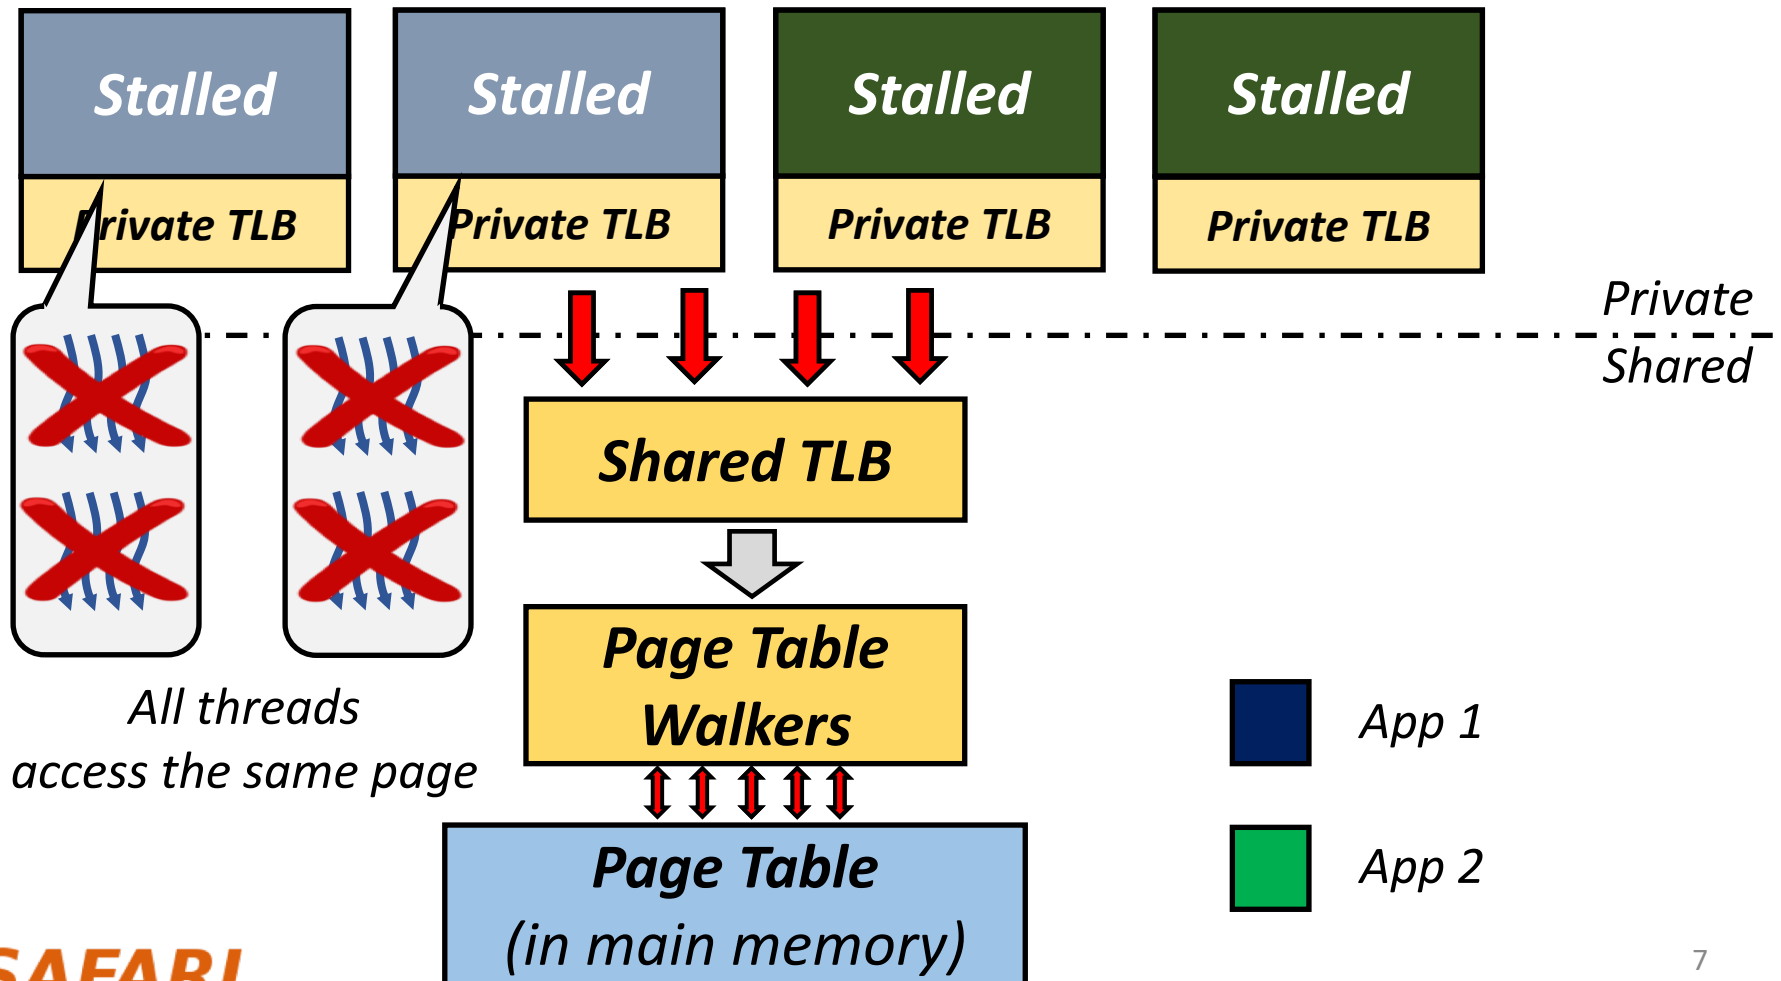 Stalled
Stalled
Stalled
Stalled
Private TLB
Private TLB
Private TLB
Private TLB
Private
Shared
Shared TLB
Page Table
Walkers
All threads
access the same page
App 1
Page Table
(in main memory)
App 2
SAFARI
7